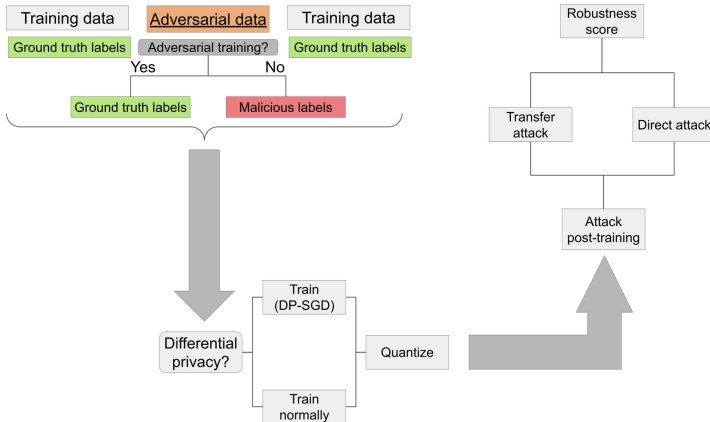 Training data
Adversarial data
Training data
Ground truth labels
Adversarial training?
Ground truth labels
Yes
No
Ground truth labels
Malicious labels
Differential
privacy?
Train
(DP-SGD)
Train
normally
Quantize
Robustness
score
Transfer
attack
Direct attack
Attack
post-training